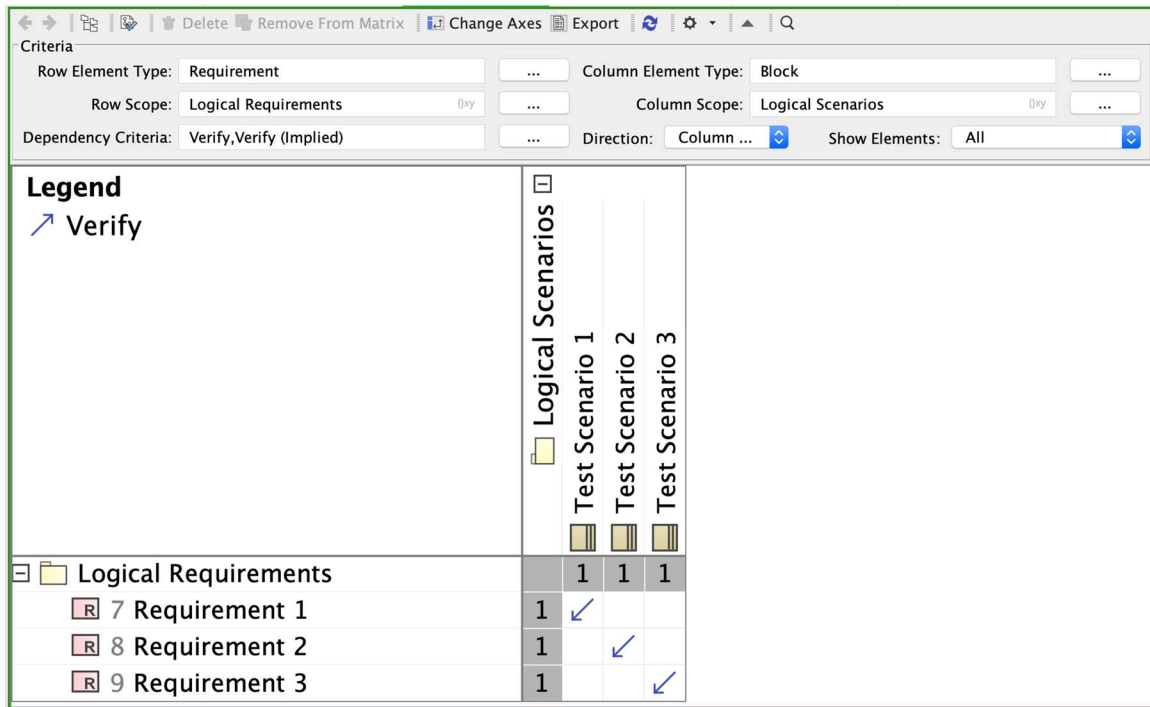 Delete Remove From Matrix Change Axes Export
Criteria
Row Element Type: Requirement ... Column Element Type: Block ...
Row Scope: Logical Requirements {}xy ... Column Scope: Logical Scenarios {}xy ...
Dependency Criteria: Verify,Verify (Implied) ... Direction: Column ... Show Elements: All
Legend
Verify
Logical Scenarios
Test Scenario 1
Test Scenario 2
Test Scenario 3
Logical Requirements 1 1 1
R 7 Requirement 1 1
R 8 Requirement 2 1
R 9 Requirement 3 1